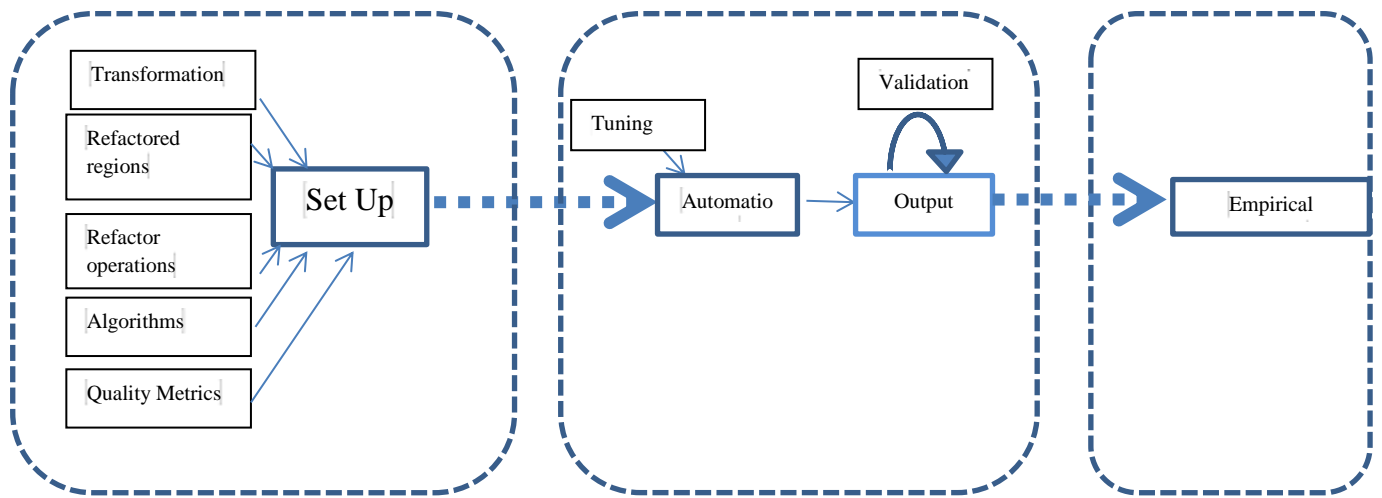 Transformation
Refactored
regions
Refactor
operations
Algorithms
Quality Metrics
Set Up
Tuning
Automatio
Validation
Output
Empirical